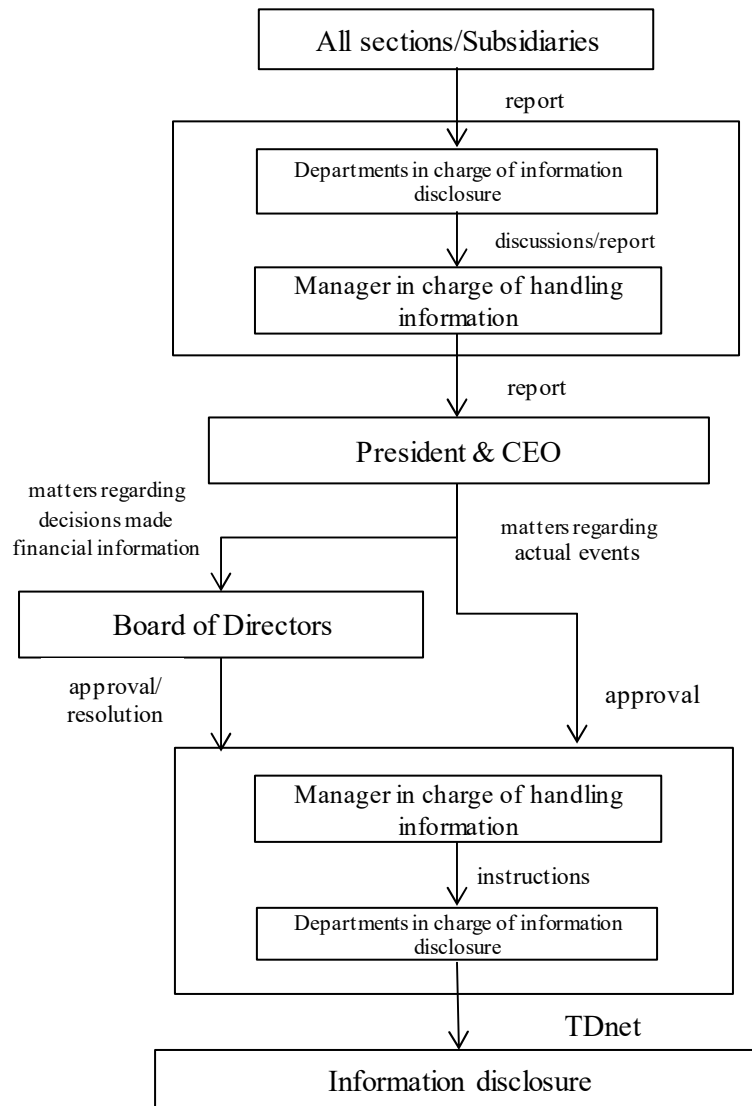 All sections/Subsidiaries
report
Departments in charge of information
disclosure
discussions/report
Manager in charge of handling
information
report
President & CEO
matters regarding
decisions made
financial information
matters regarding
actual events
Board of Directors
approval/
resolution
approval
Manager in charge of handling
information
instructions
Departments in charge of information
disclosure
TDnet
Information disclosure